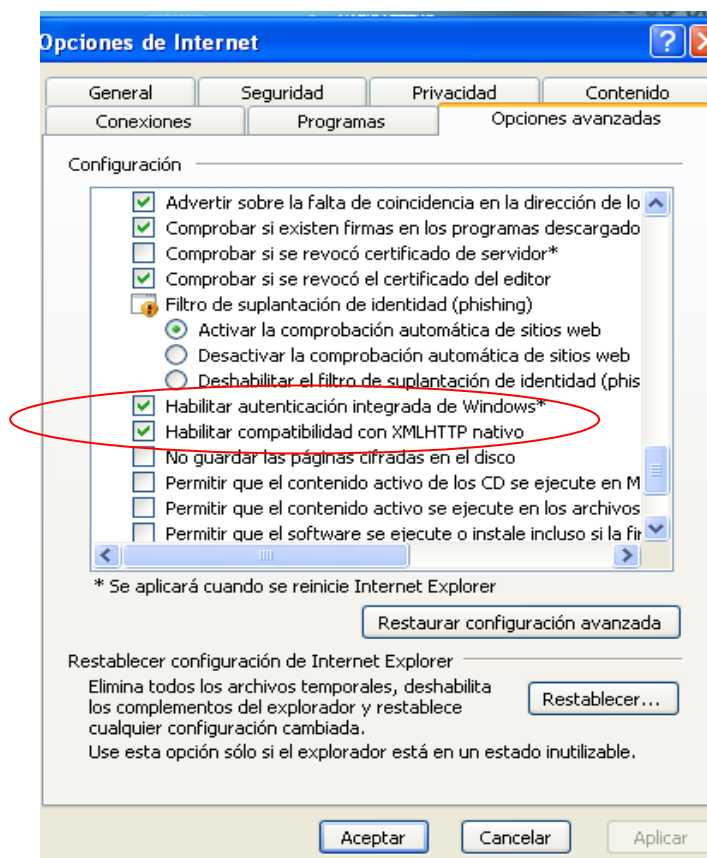 Opciones de Internet
General Seguridad Privacidad Contenido
Conexiones Programas Opciones avanzadas
Configuración
Advertir sobre la falta de coincidencia en la dirección de lo
Comprobar si existen firmas en los programas descargado
Comprobar si se revocó certificado de servidor*
Comprobar si se revocó el certificado del editor
Filtro de suplantación de identidad (phishing)
Activar la comprobación automática de sitios web
Desactivar la comprobación automática de sitios web
Deshabilitar el filtro de suplantación de identidad (phis
Habilitar autenticación integrada de Windows*
Habilitar compatibilidad con XMLHTTP nativo
No guardar las páginas cifradas en el disco
Permitir que el contenido activo de los CD se ejecute en M
Permitir que el contenido activo se ejecute en los archivos
Permitir que el software se ejecute o instale incluso si la fir
* Se aplicará cuando se reinicie Internet Explorer
Restaurar configuración avanzada
Restablecer configuración de Internet Explorer
Elimina todos los archivos temporales, deshabilita
los complementos del explorador y restablece
cualquier configuración cambiada.
Restablecer...
Use esta opción sólo si el explorador está en un estado inutilizable.
Aceptar Cancelar Aplicar